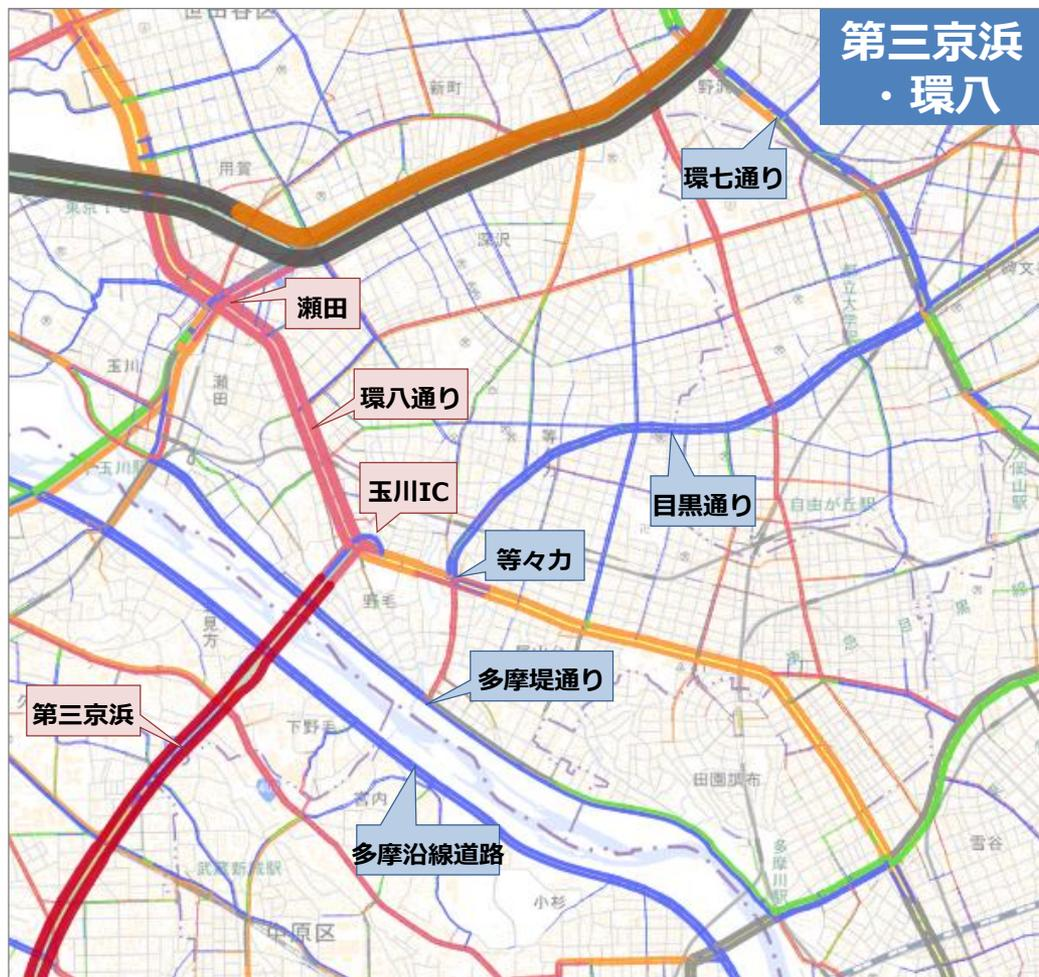 世田谷区
第三京浜
・環八
新町
野沢
用賀
環七通り
深沢
瀬田
玉川
瀬田
環八通り
玉川IC
目黒通り
自由が丘駅
等々力
野毛
多摩堤通り
第三京浜
下野毛
田園調布
宮内
多摩沿線道路
武蔵新城駅
多摩川駅
雪谷
小杉
中原区